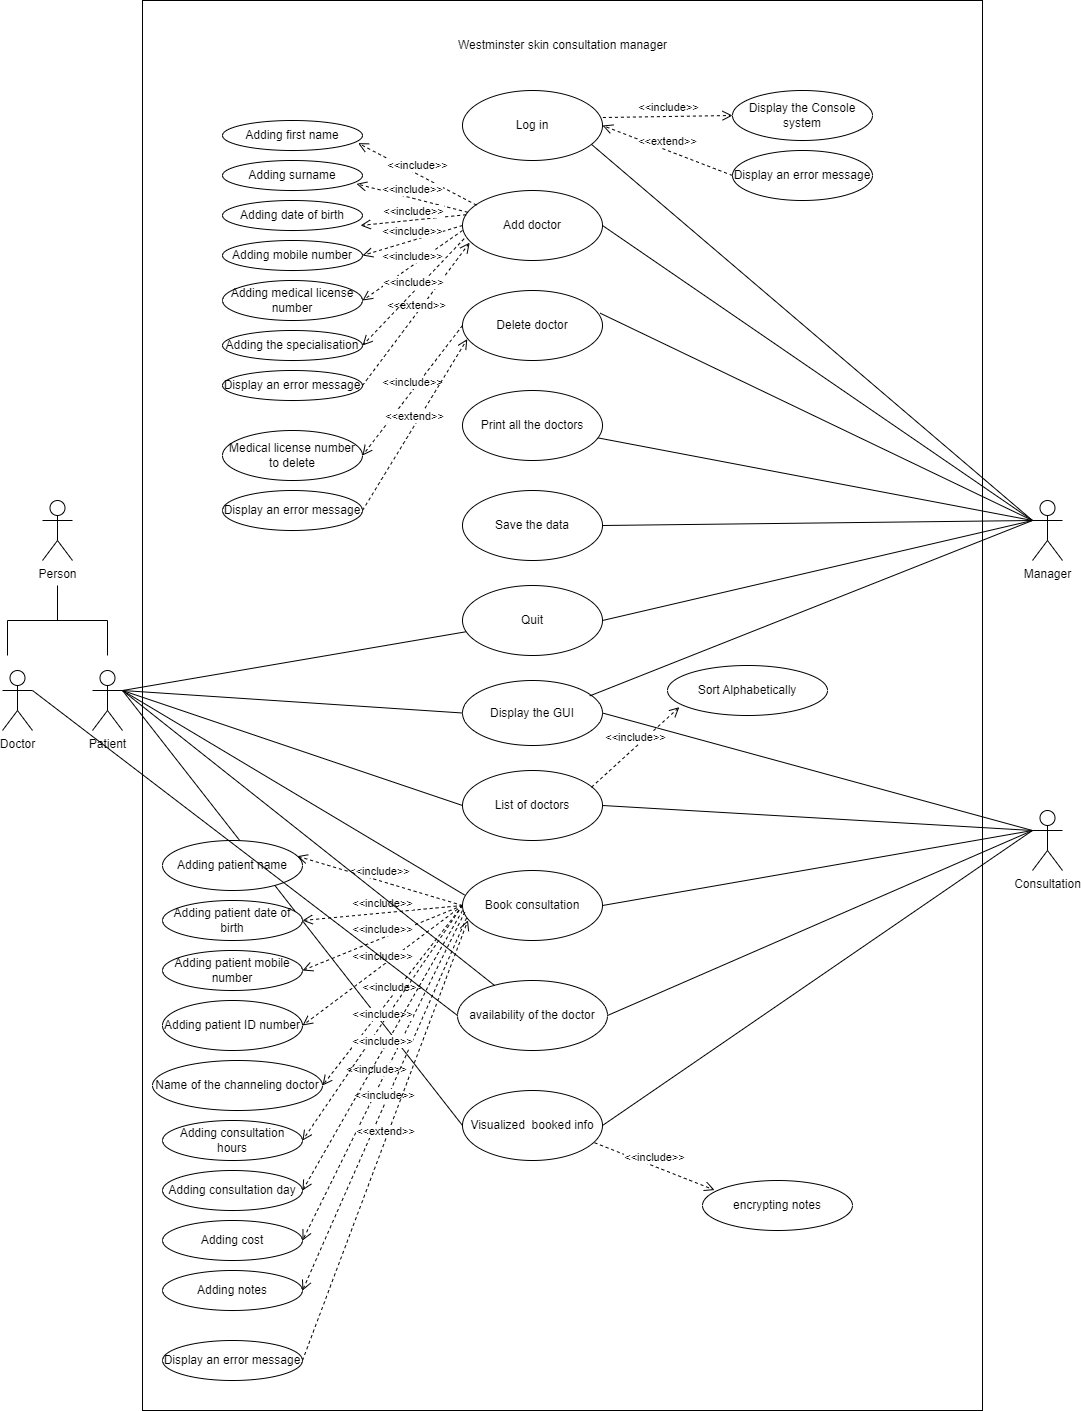 Westminster skin consultation manager
Log in
<<include>>
Display the Console
system
<<extend>>
Display an error message
Adding first name
<<include>>
Adding surname
<<include>>
Adding date of birth
<<include>>
Add doctor
Adding mobile number
<<include>>
<<include>>
Adding medical license
number
<<include>>
<<extend>>
Adding the specialisation
Display an error message
Delete doctor
<<include>>
<<extend>>
Medical license number
to delete
Display an error message
Print all the doctors
Save the data
Person
Manager
Quit
Doctor
Patient
Display the GUI
Sort Alphabetically
<<include>>
List of doctors
Consultation
Adding patient name
<<include>>
Adding patient date of
birth
<<include>>
Book consultation
<<include>>
Adding patient mobile
number
<<include>>
<<include>>
Adding patient ID number
<<include>>
availability of the doctor
<<include>>
<<include>>
Name of the channeling doctor
<<include>>
Adding consultation
hours
<<extend>>
Visualized  booked info
<<include>>
Adding consultation day
encrypting notes
Adding cost
Adding notes
Display an error message